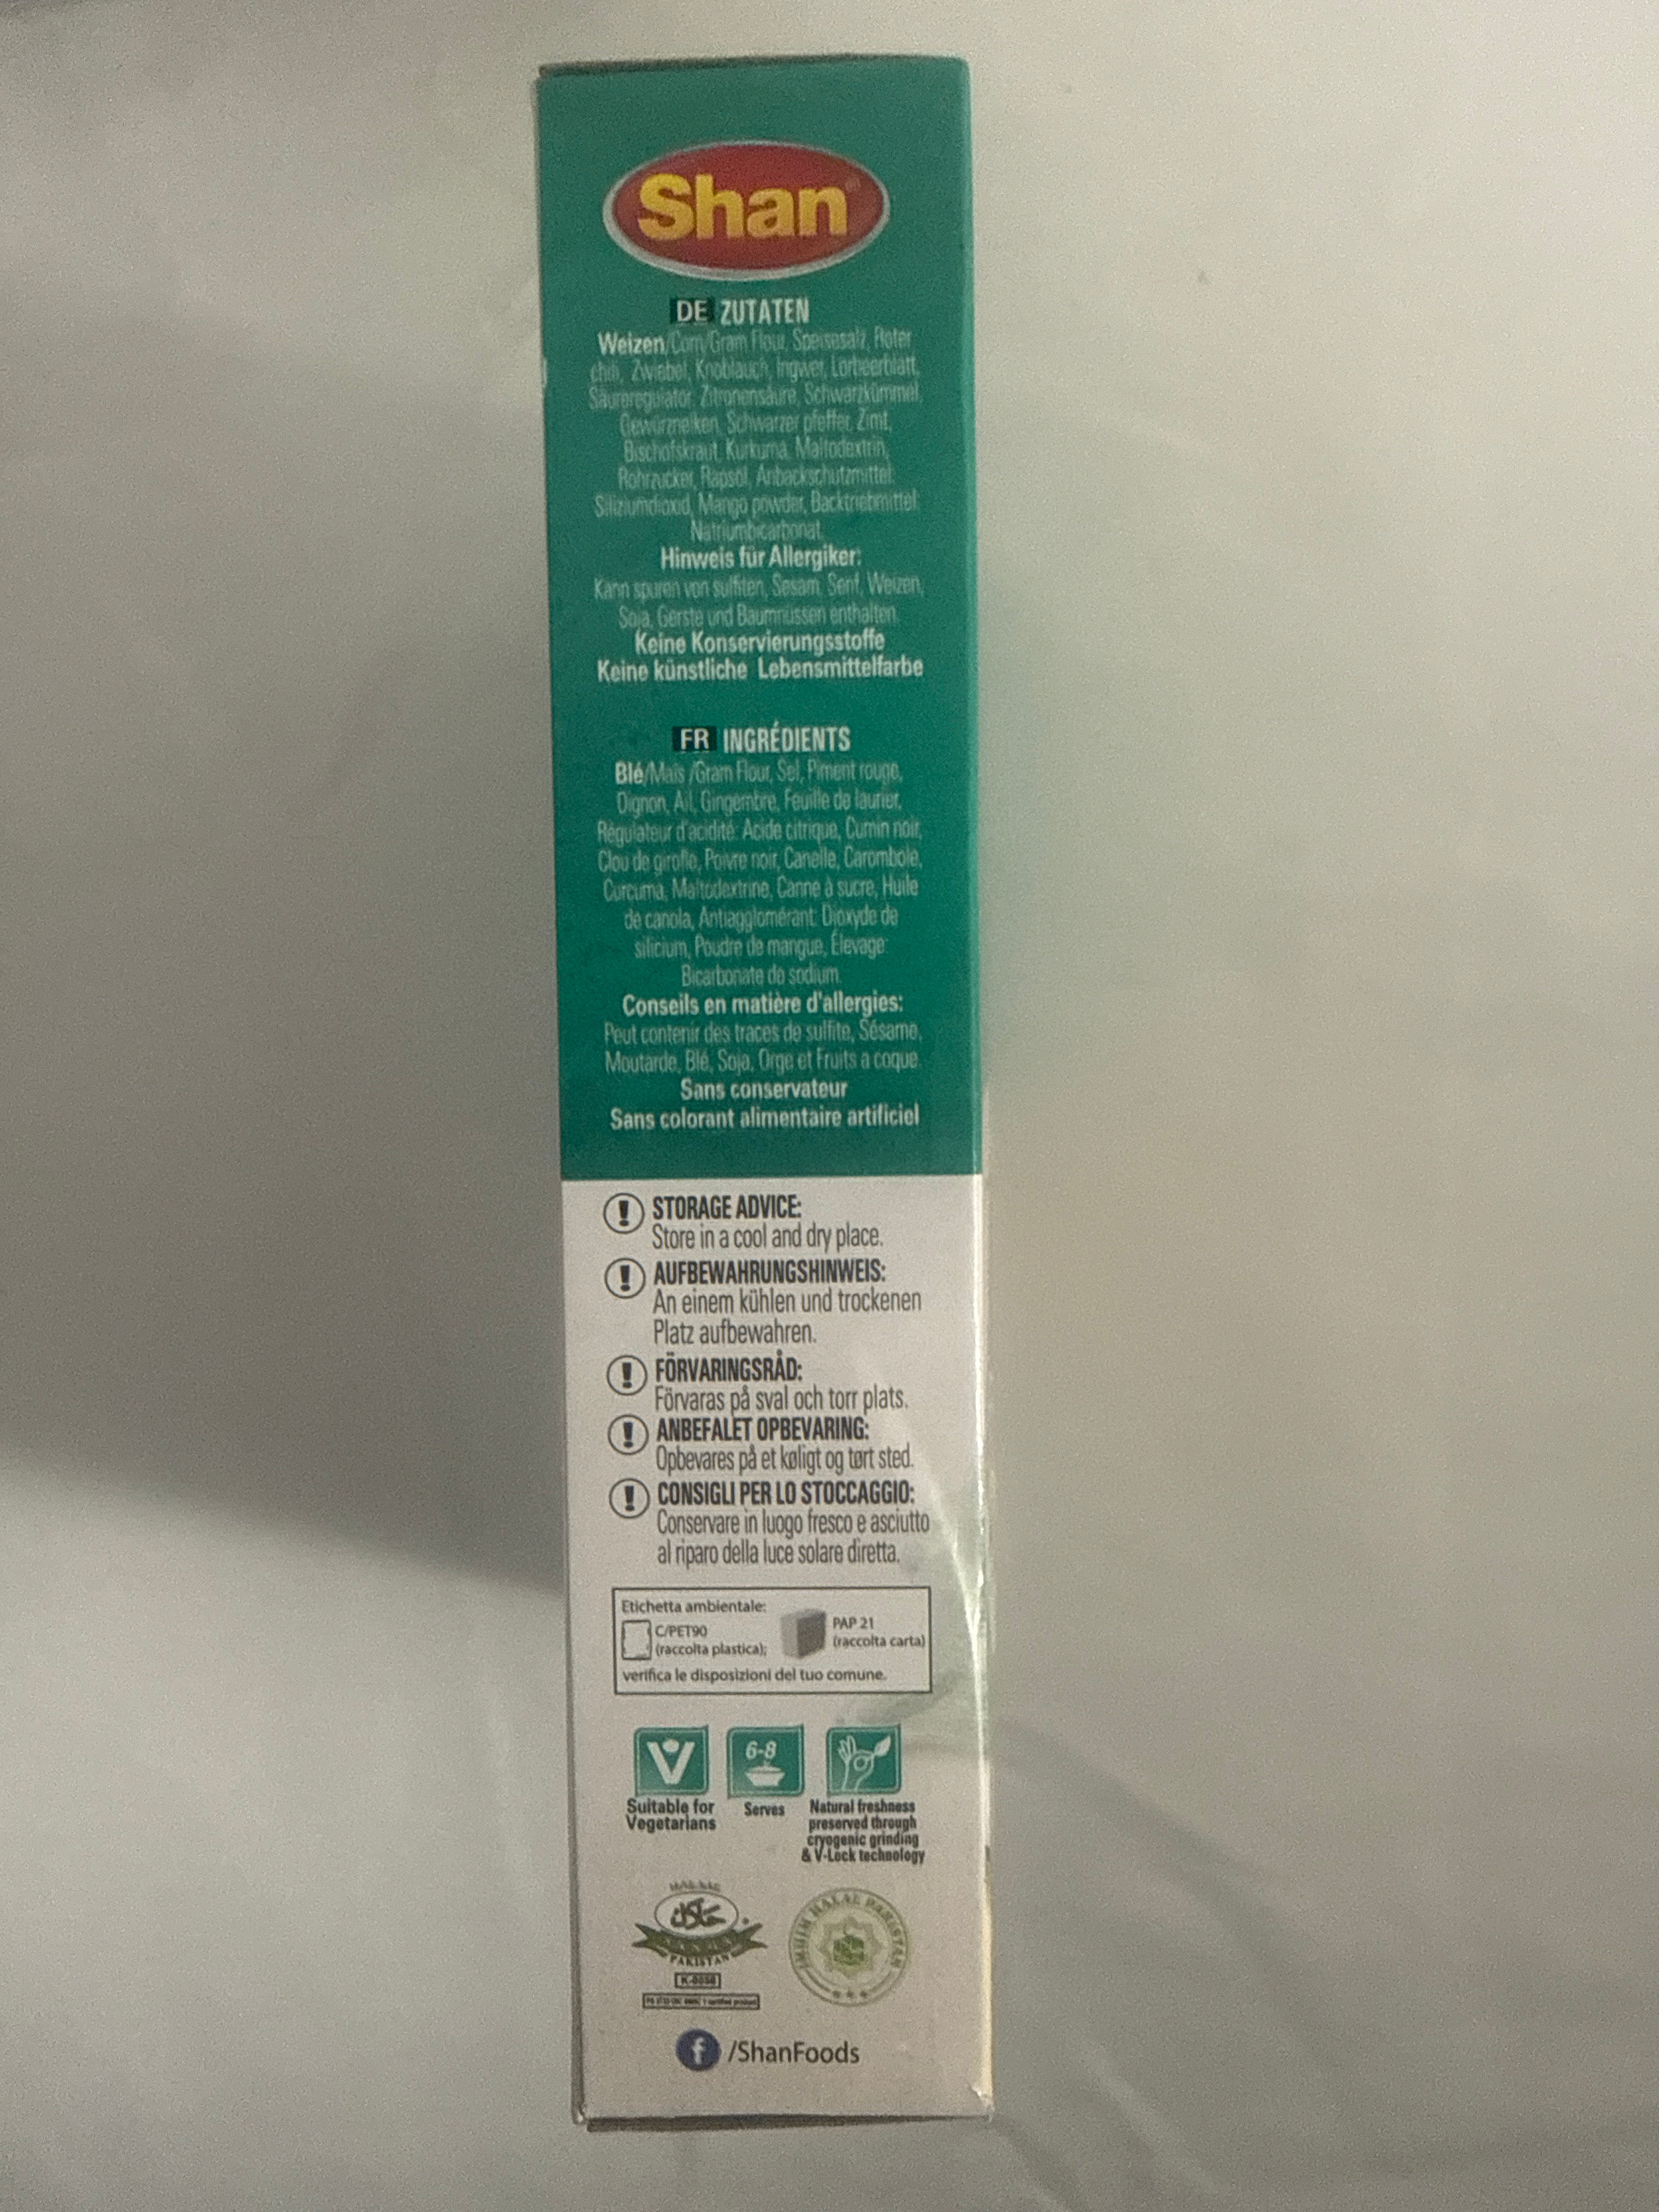 Shan
DE ZUTATEN
Weizen/Corn/Gram Flour, Speisesalz, Roter
chili, Zwiebel, Knoblauch, Ingwer, Lorbeerblatt,
Säureregulator: Zitronensäure, Schwarzkümmel,
Gewürznelken, Schwarzer pfeffer, Zimt,
Bischofskraut, Kurkuma, Maltodextrin,
Rohrzucker, Rapsöl, Anbackschutzmittel:
Siliziumdioxid, Mango powder, Backtriebmittel:
Natriumbicarbonat.
Hinweis für Allergiker:
Kann spuren von sulfiten, Sesam, Senf, Weizen,
Soja, Gerste und Baumnüssen enthalten.
Keine Konservierungsstoffe
Keine künstliche Lebensmittelfarbe
FR INGRÉDIENTS
Blé/Maïs /Gram Flour, Sel, Piment rouge,
Oignon, Ail, Gingembre, Feuille de laurier,
Régulateur d'acidité: Acide citrique, Cumin noir,
Clou de girofle, Poivre noir, Canelle, Carombole,
Curcuma, Maltodextrine, Canne à sucre, Huile
de canola, Antiagglomérant: Dioxyde de
silicium, Poudre de mangue, Élevage:
Bicarbonate de sodium.
Conseils en matière d'allergies:
Peut contenir des traces de sulfite, Sésame,
Moutarde, Blé, Soja, Orge et Fruits a coque.
Sans conservateur
Sans colorant alimentaire artificiel
! STORAGE ADVICE:
Store in a cool and dry place.
! AUFBEWAHRUNGSHINWEIS:
An einem kühlen und trockenen
Platz aufbewahren.
! FÖRVARINGSRÅD:
Förvaras på sval och torr plats.
! ANBEFALET OPBEVARING:
Opbevares på et køligt og tørt sted.
! CONSIGLI PER LO STOCCAGGIO:
Conservare in luogo fresco e asciutto
al riparo della luce solare diretta.
Etichetta ambientale:
C/PET90
(raccolta plastica);
PAP 21
(raccolta carta)
verifica le disposizioni del tuo comune.
V
Suitable for
Vegetarians
6-8
Serves
Natural freshness
preserved through
cryogenic grinding
& V-Lock technology
حلال
PAKISTAN
HALAL PAKISTAN
f /ShanFoods